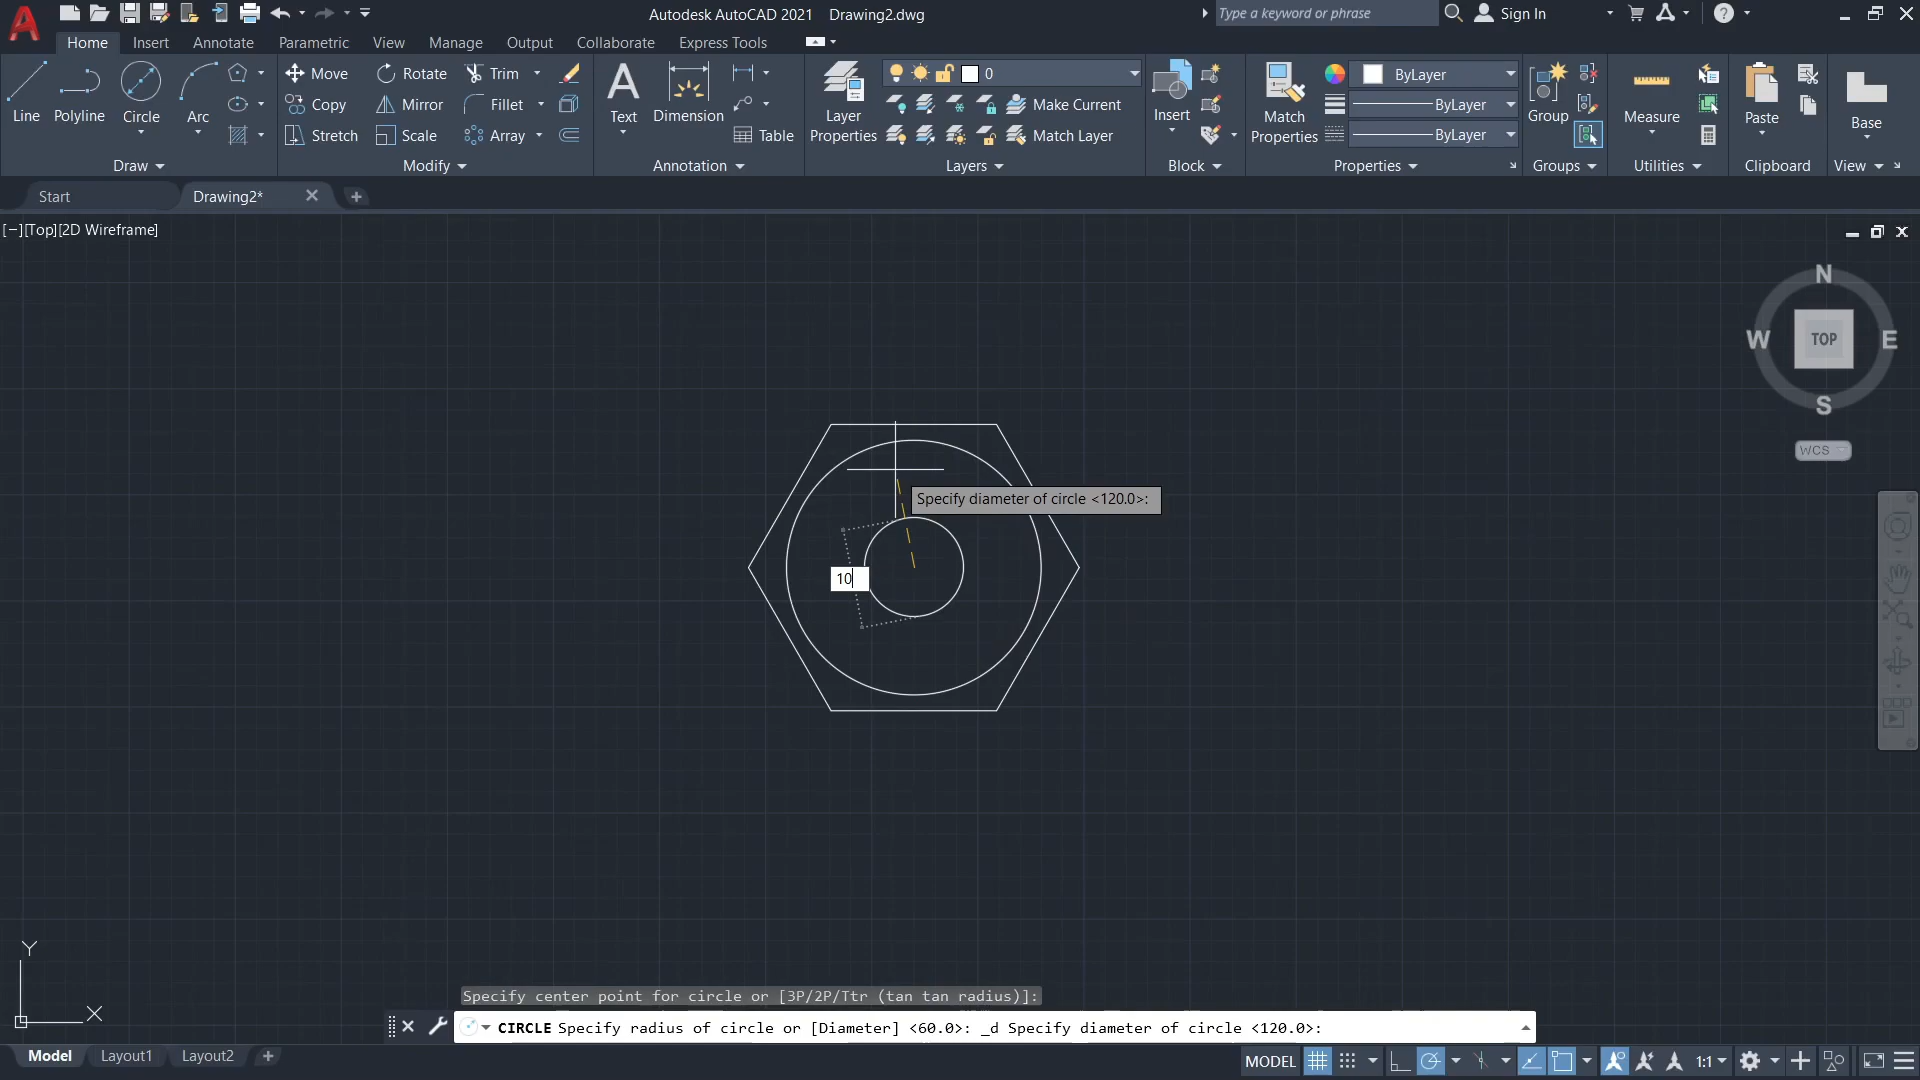 Autodesk AutoCAD 2021 Drawing2.dwg
Type a keyword or phrase
Sign In
Home Insert Annotate Parametric View Manage Output Collaborate Express Tools
Line Polyline Circle Arc
Move Rotate Trim
Copy Mirror Fillet
Stretch Scale Array
Text Dimension
Table
Layer Properties
0
Make Current
Match Layer
Insert
Match Properties
ByLayer
ByLayer
ByLayer
Group
Measure
Paste
Base
Draw Modify Annotation Layers Block Properties Groups Utilities Clipboard View
Start Drawing2*
[−][Top][2D Wireframe]
N
W TOP E
S
WCS
Specify diameter of circle <120.0>:
10
Y
X
Specify center point for circle or [3P/2P/Ttr (tan tan radius)]:
CIRCLE Specify radius of circle or [Diameter] <60.0>: _d Specify diameter of circle <120.0>:
Model Layout1 Layout2
MODEL 1:1